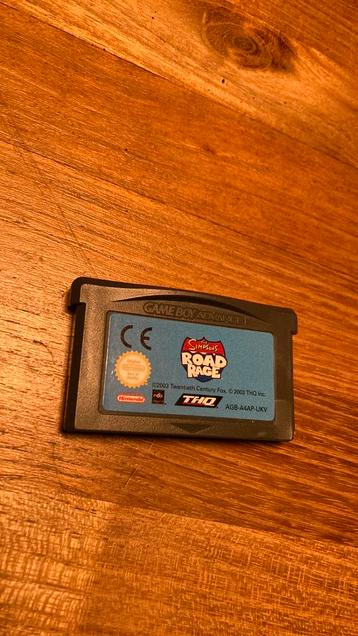 GAME BOY ADVANCE
CE
The
SIMPSONS
ROAD
RAGE
©2003 Twentieth Century Fox. © 2003 THQ Inc.
Nintendo
THQ
AGB-A4AP-UKV